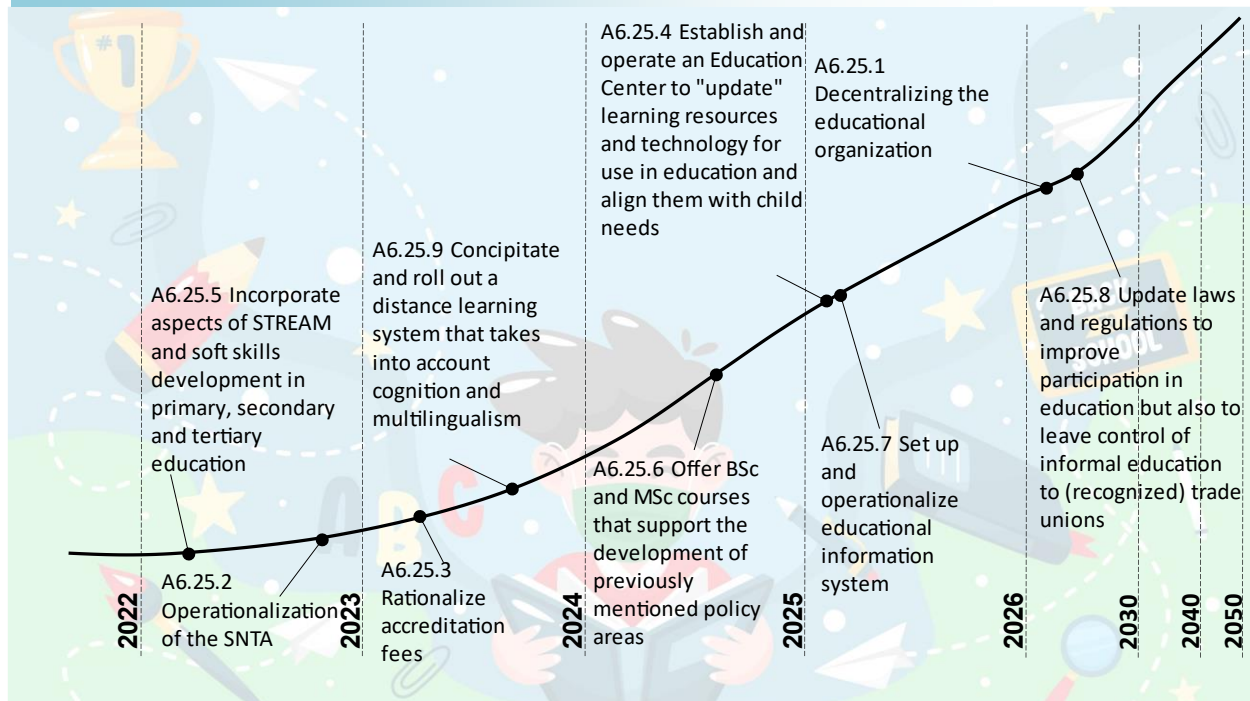 #1
A6.25.4 Establish and
operate an Education
Center to "update"
learning resources
and technology for
use in education and
align them with child
needs
A6.25.1
Decentralizing the
educational
organization
A6.25.9 Concipitate
and roll out a
distance learning
system that takes
into account
cognition and
multilingualism
A6.25.5 Incorporate
aspects of STREAM
and soft skills
development in
primary, secondary
and tertiary
education
A6.25.8 Update laws
and regulations to
improve
participation in
education but also to
leave control of
informal education
to (recognized) trade
unions
BACK
SCHOOL
A6.25.7 Set up
and
operationalize
educational
information
system
A6.25.6 Offer BSc
and MSc courses
that support the
development of
previously
mentioned policy
areas
A B C
A6.25.2
Operationalization
of the SNTA
A6.25.3
Rationalize
accreditation
fees
2022
2023
2024
2025
2026
2030
2040
2050